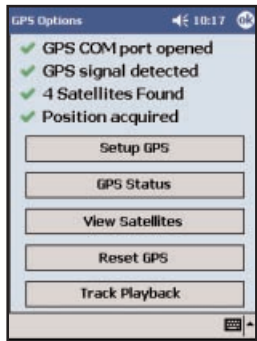 GPS Options 10:17 ok
GPS COM port opened
GPS signal detected
4 Satellites Found
Position acquired
Setup GPS
GPS Status
View Satellites
Reset GPS
Track Playback